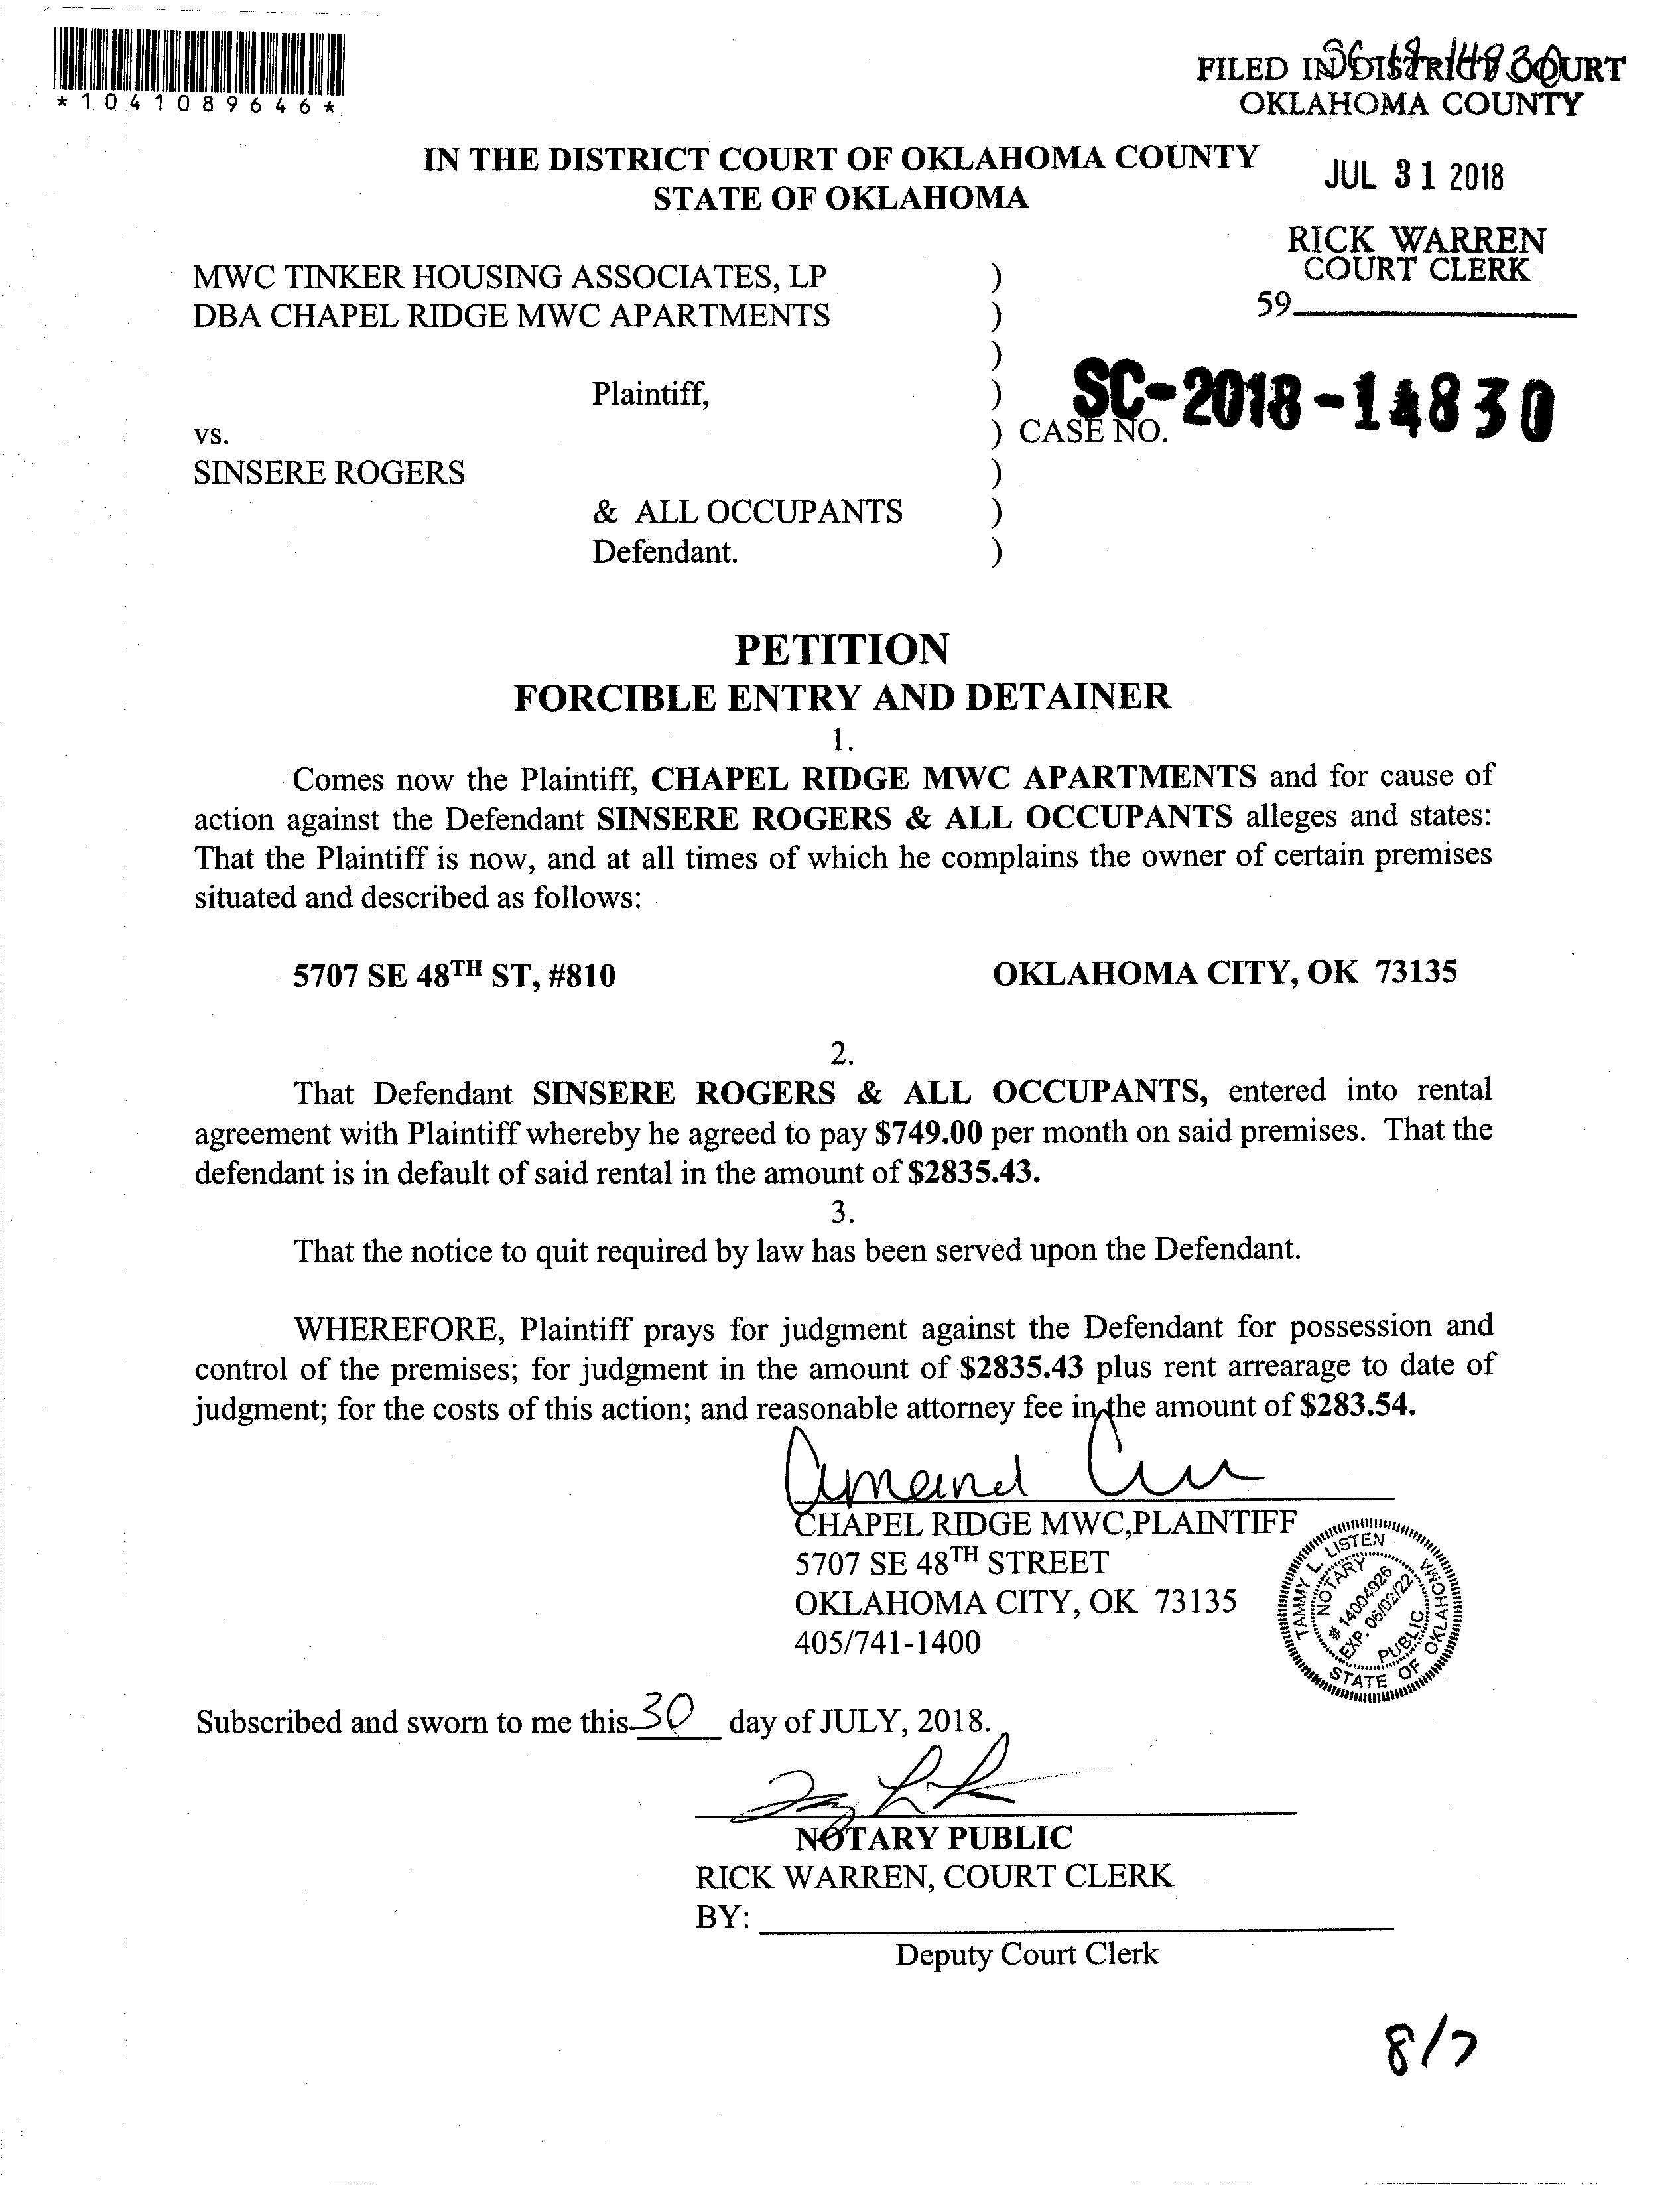 *1041089646*
FILED IN DISTRICT COURT
OKLAHOMA COUNTY
IN THE DISTRICT COURT OF OKLAHOMA COUNTY
STATE OF OKLAHOMA
JUL 31 2018
RICK WARREN
COURT CLERK
59
MWC TINKER HOUSING ASSOCIATES, LP )
DBA CHAPEL RIDGE MWC APARTMENTS )
)
Plaintiff, )
vs. ) CASE NO. SC-2018-14830
SINSERE ROGERS )
& ALL OCCUPANTS )
Defendant. )
PETITION
FORCIBLE ENTRY AND DETAINER
1.
Comes now the Plaintiff, CHAPEL RIDGE MWC APARTMENTS and for cause of
action against the Defendant SINSERE ROGERS & ALL OCCUPANTS alleges and states:
That the Plaintiff is now, and at all times of which he complains the owner of certain premises
situated and described as follows:
5707 SE 48TH ST, #810 OKLAHOMA CITY, OK 73135
2.
That Defendant SINSERE ROGERS & ALL OCCUPANTS, entered into rental
agreement with Plaintiff whereby he agreed to pay $749.00 per month on said premises. That the
defendant is in default of said rental in the amount of $2835.43.
3.
That the notice to quit required by law has been served upon the Defendant.
WHEREFORE, Plaintiff prays for judgment against the Defendant for possession and
control of the premises; for judgment in the amount of $2835.43 plus rent arrearage to date of
judgment; for the costs of this action; and reasonable attorney fee in the amount of $283.54.
CHAPEL RIDGE MWC,PLAINTIFF
5707 SE 48TH STREET
OKLAHOMA CITY, OK 73135
405/741-1400
TAMMY L. LISTEN
NOTARY
# 14004926
EXP. 06/02/22
PUBLIC
STATE OF OKLAHOMA
Subscribed and sworn to me this 30 day of JULY, 2018.
NOTARY PUBLIC
RICK WARREN, COURT CLERK
BY:
Deputy Court Clerk
8/7